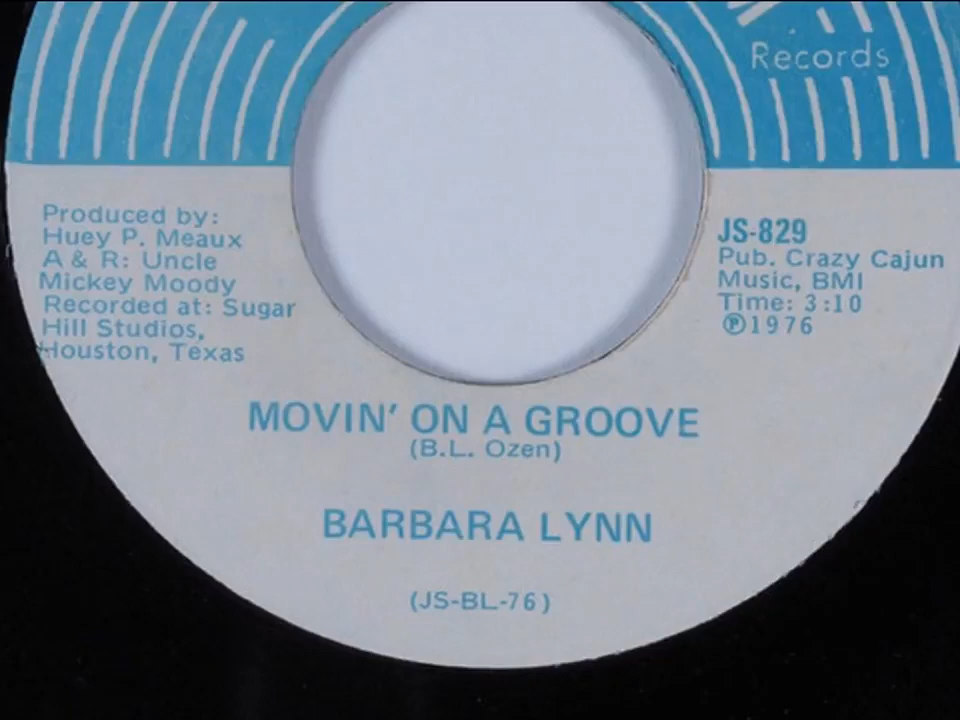 Records
Produced by:
Huey P. Meaux
A & R: Uncle
Mickey Moody
Recorded at: Sugar
Hill Studios,
Houston, Texas
JS-829
Pub. Crazy Cajun
Music, BMI
Time: 3:10
℗1976
MOVIN' ON A GROOVE
(B.L. Ozen)
BARBARA LYNN
(JS-BL-76)